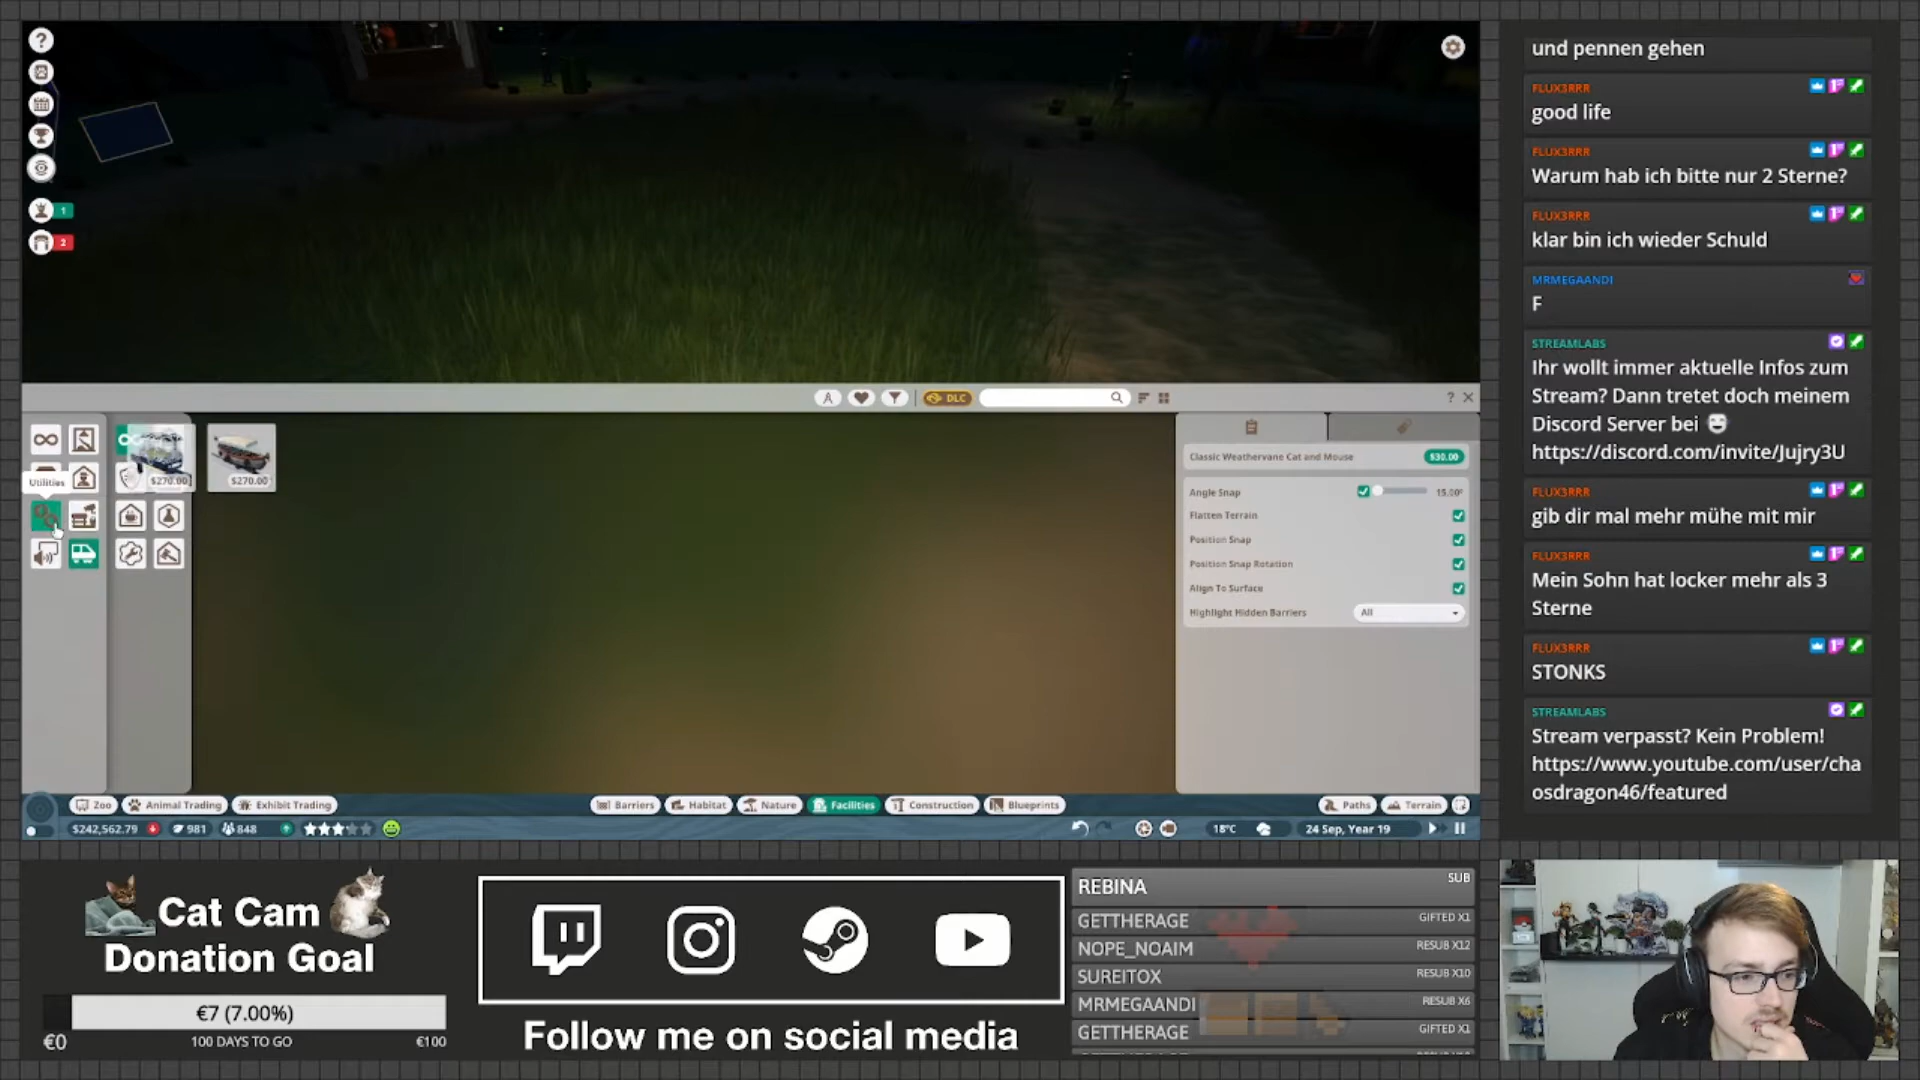 ?
1
2
A
DLC
? ×
Utilities
$270.00
$270.00
Classic Weathervane Cat and Mouse
$30.00
Angle Snap
15.00°
Flatten Terrain
Position Snap
Position Snap Rotation
Align To Surface
Highlight Hidden Barriers
All
Zoo
Animal Trading
Exhibit Trading
Barriers
Habitat
Nature
Facilities
Construction
Blueprints
Paths
Terrain
$242,562.79
981
848
18°C
24 Sep, Year 19
und pennen gehen
FLUX3RRR
good life
FLUX3RRR
Warum hab ich bitte nur 2 Sterne?
FLUX3RRR
klar bin ich wieder Schuld
MRMEGAANDI
F
STREAMLABS
Ihr wollt immer aktuelle Infos zum
Stream? Dann tretet doch meinem
Discord Server bei
https://discord.com/invite/Jujry3U
FLUX3RRR
gib dir mal mehr mühe mit mir
FLUX3RRR
Mein Sohn hat locker mehr als 3
Sterne
FLUX3RRR
STONKS
STREAMLABS
Stream verpasst? Kein Problem!
https://www.youtube.com/user/cha
osdragon46/featured
Cat Cam
Donation Goal
€7 (7.00%)
€0
100 DAYS TO GO
€100
Follow me on social media
REBINA SUB
GETTHERAGE GIFTED X1
NOPE_NOAIM RESUB X12
SUREITOX RESUB X10
MRMEGAANDI RESUB X6
GETTHERAGE GIFTED X1